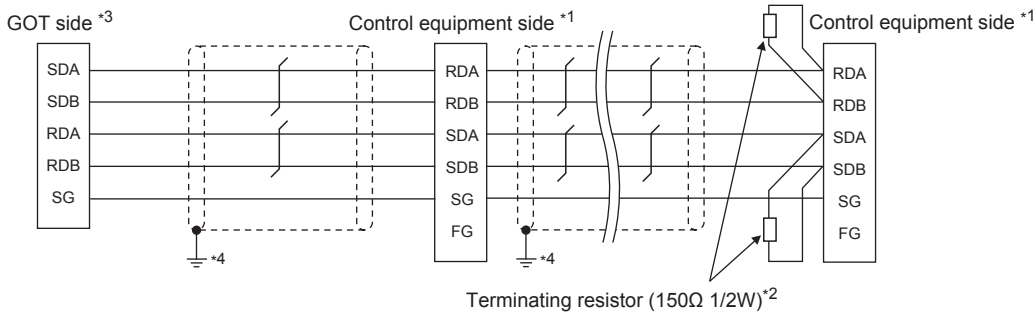 GOT side *3
Control equipment side *1
Control equipment side *1
SDA
SDB
RDA
RDB
SG
RDA
RDB
SDA
SDB
SG
FG
RDA
RDB
SDA
SDB
SG
FG
*4
*4
Terminating resistor (150Ω 1/2W)*2